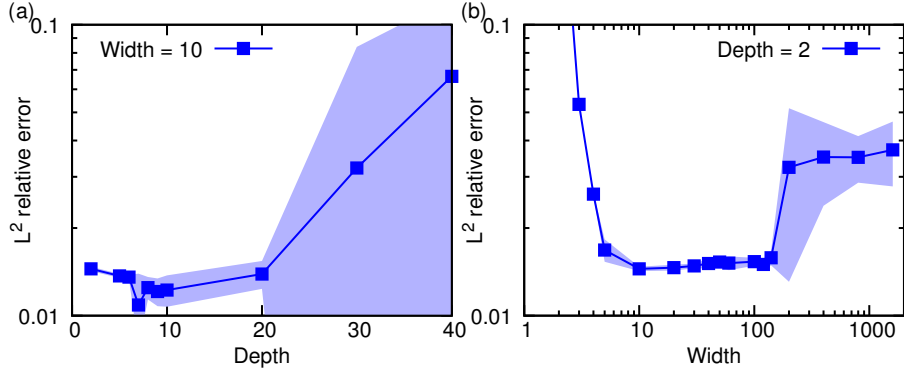 (a)
0.1
Width = 10
L² relative error
0.01
0 10 20 30 40
Depth
(b)
0.1
Depth = 2
L² relative error
0.01
1 10 100 1000
Width